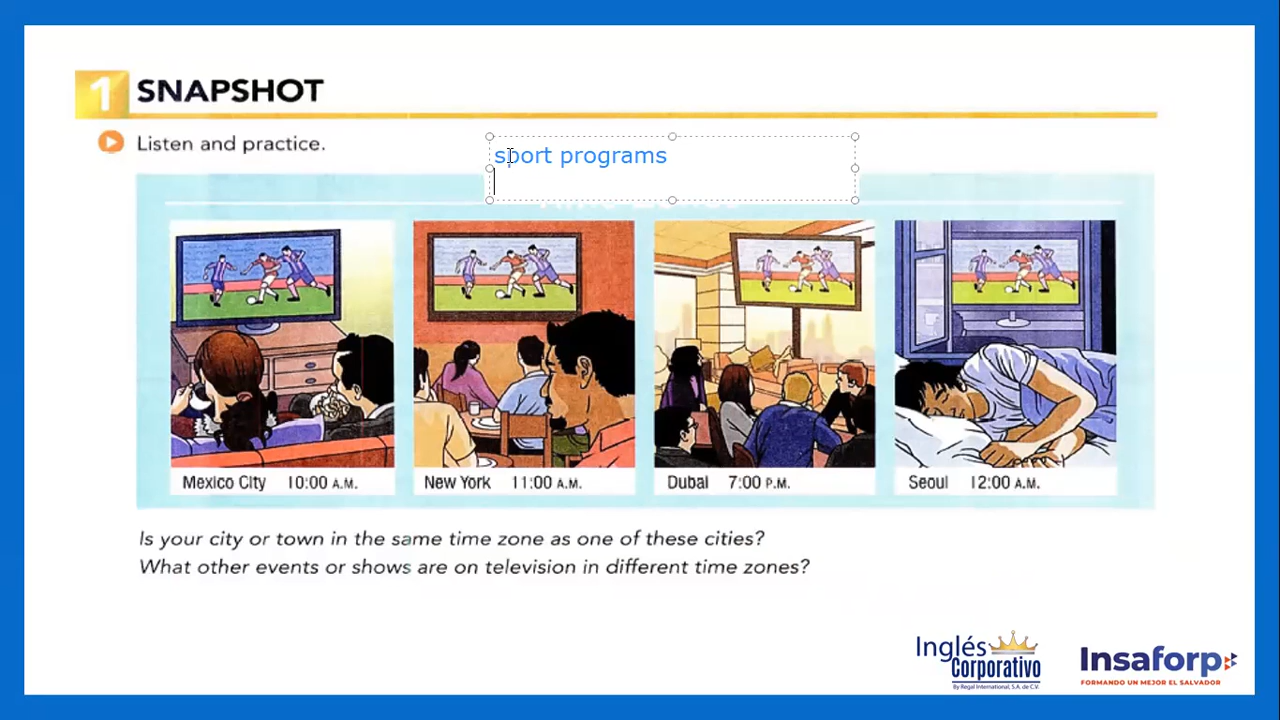 1 SNAPSHOT
Listen and practice.
sport programs
Mexico City 10:00 A.M.
New York 11:00 A.M.
Dubai 7:00 P.M.
Seoul 12:00 A.M.
Is your city or town in the same time zone as one of these cities?
What other events or shows are on television in different time zones?
Inglés
Corporativo
By Regal International, S.A. de C.V.
Insaforp
FORMANDO UN MEJOR EL SALVADOR